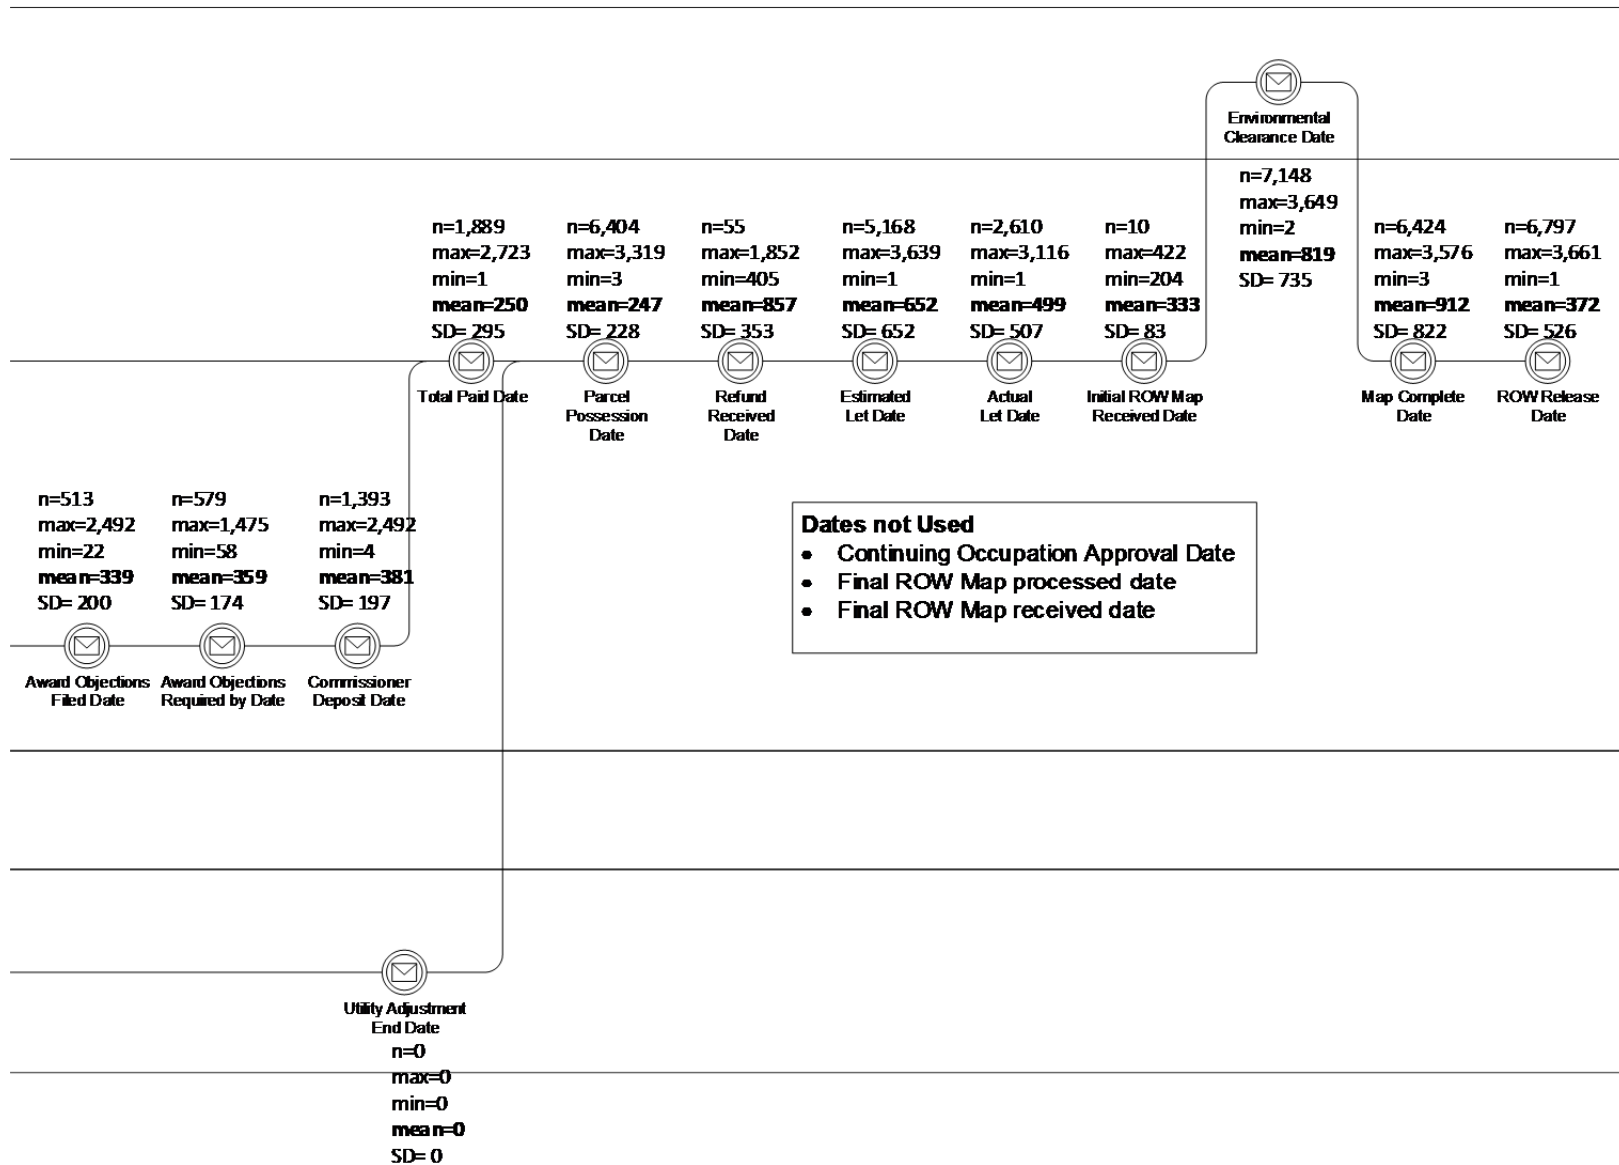 Environmental
Clearance Date
n=7,148
max=3,649
min=2
mean=819
SD= 735
n=1,889
max=2,723
min=1
mean=250
SD= 295
Total Paid Date
n=6,404
max=3,319
min=3
mean=247
SD= 228
Parcel
Possession
Date
n=55
max=1,852
min=405
mean=857
SD= 353
Refund
Received
Date
n=5,168
max=3,639
min=1
mean=652
SD= 652
Estimated
Let Date
n=2,610
max=3,116
min=1
mean=499
SD= 507
Actual
Let Date
n=10
max=422
min=204
mean=333
SD= 83
Initial ROW Map
Received Date
n=6,424
max=3,576
min=3
mean=912
SD= 822
Map Complete
Date
n=6,797
max=3,661
min=1
mean=372
SD= 526
ROW Release
Date
n=513
max=2,492
min=22
mean=339
SD= 200
Award Objections
Filed Date
n=579
max=1,475
min=58
mean=359
SD= 174
Award Objections
Required by Date
n=1,393
max=2,492
min=4
mean=381
SD= 197
Commissioner
Deposit Date
Dates not Used
• Continuing Occupation Approval Date
• Final ROW Map processed date
• Final ROW Map received date
Utility Adjustment
End Date
n=0
max=0
min=0
mean=0
SD= 0